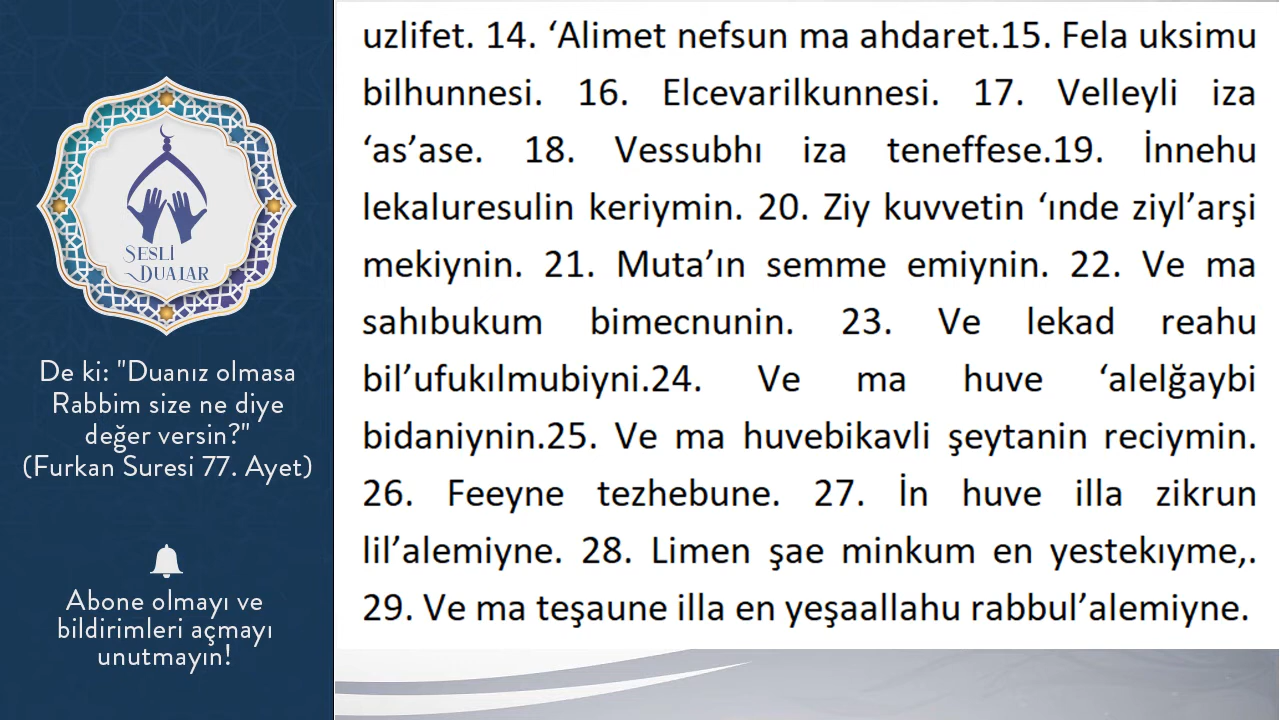 SESLİ
DUALAR
De ki: "Duanız olmasa
Rabbim size ne diye
değer versin?"
(Furkan Suresi 77. Ayet)
Abone olmayı ve
bildirimleri açmayı
unutmayın!
uzlifet. 14. ‘Alimet nefsun ma ahdaret.15. Fela uksimu
bilhunnesi. 16. Elcevarilkunnesi. 17. Velleyli iza
‘as’ase. 18. Vessubhı iza teneffese.19. İnnehu
lekaluresulin keriymin. 20. Ziy kuvvetin ‘ınde ziyl’arşi
mekiynin. 21. Muta’ın semme emiynin. 22. Ve ma
sahıbukum bimecnunin. 23. Ve lekad reahu
bil’ufukılmubiyni.24. Ve ma huve ‘alelğaybi
bidaniynin.25. Ve ma huvebikavli şeytanin reciymin.
26. Feeyne tezhebune. 27. İn huve illa zikrun
lil’alemiyne. 28. Limen şae minkum en yestekıyme,.
29. Ve ma teşaune illa en yeşaallahu rabbul’alemiyne.